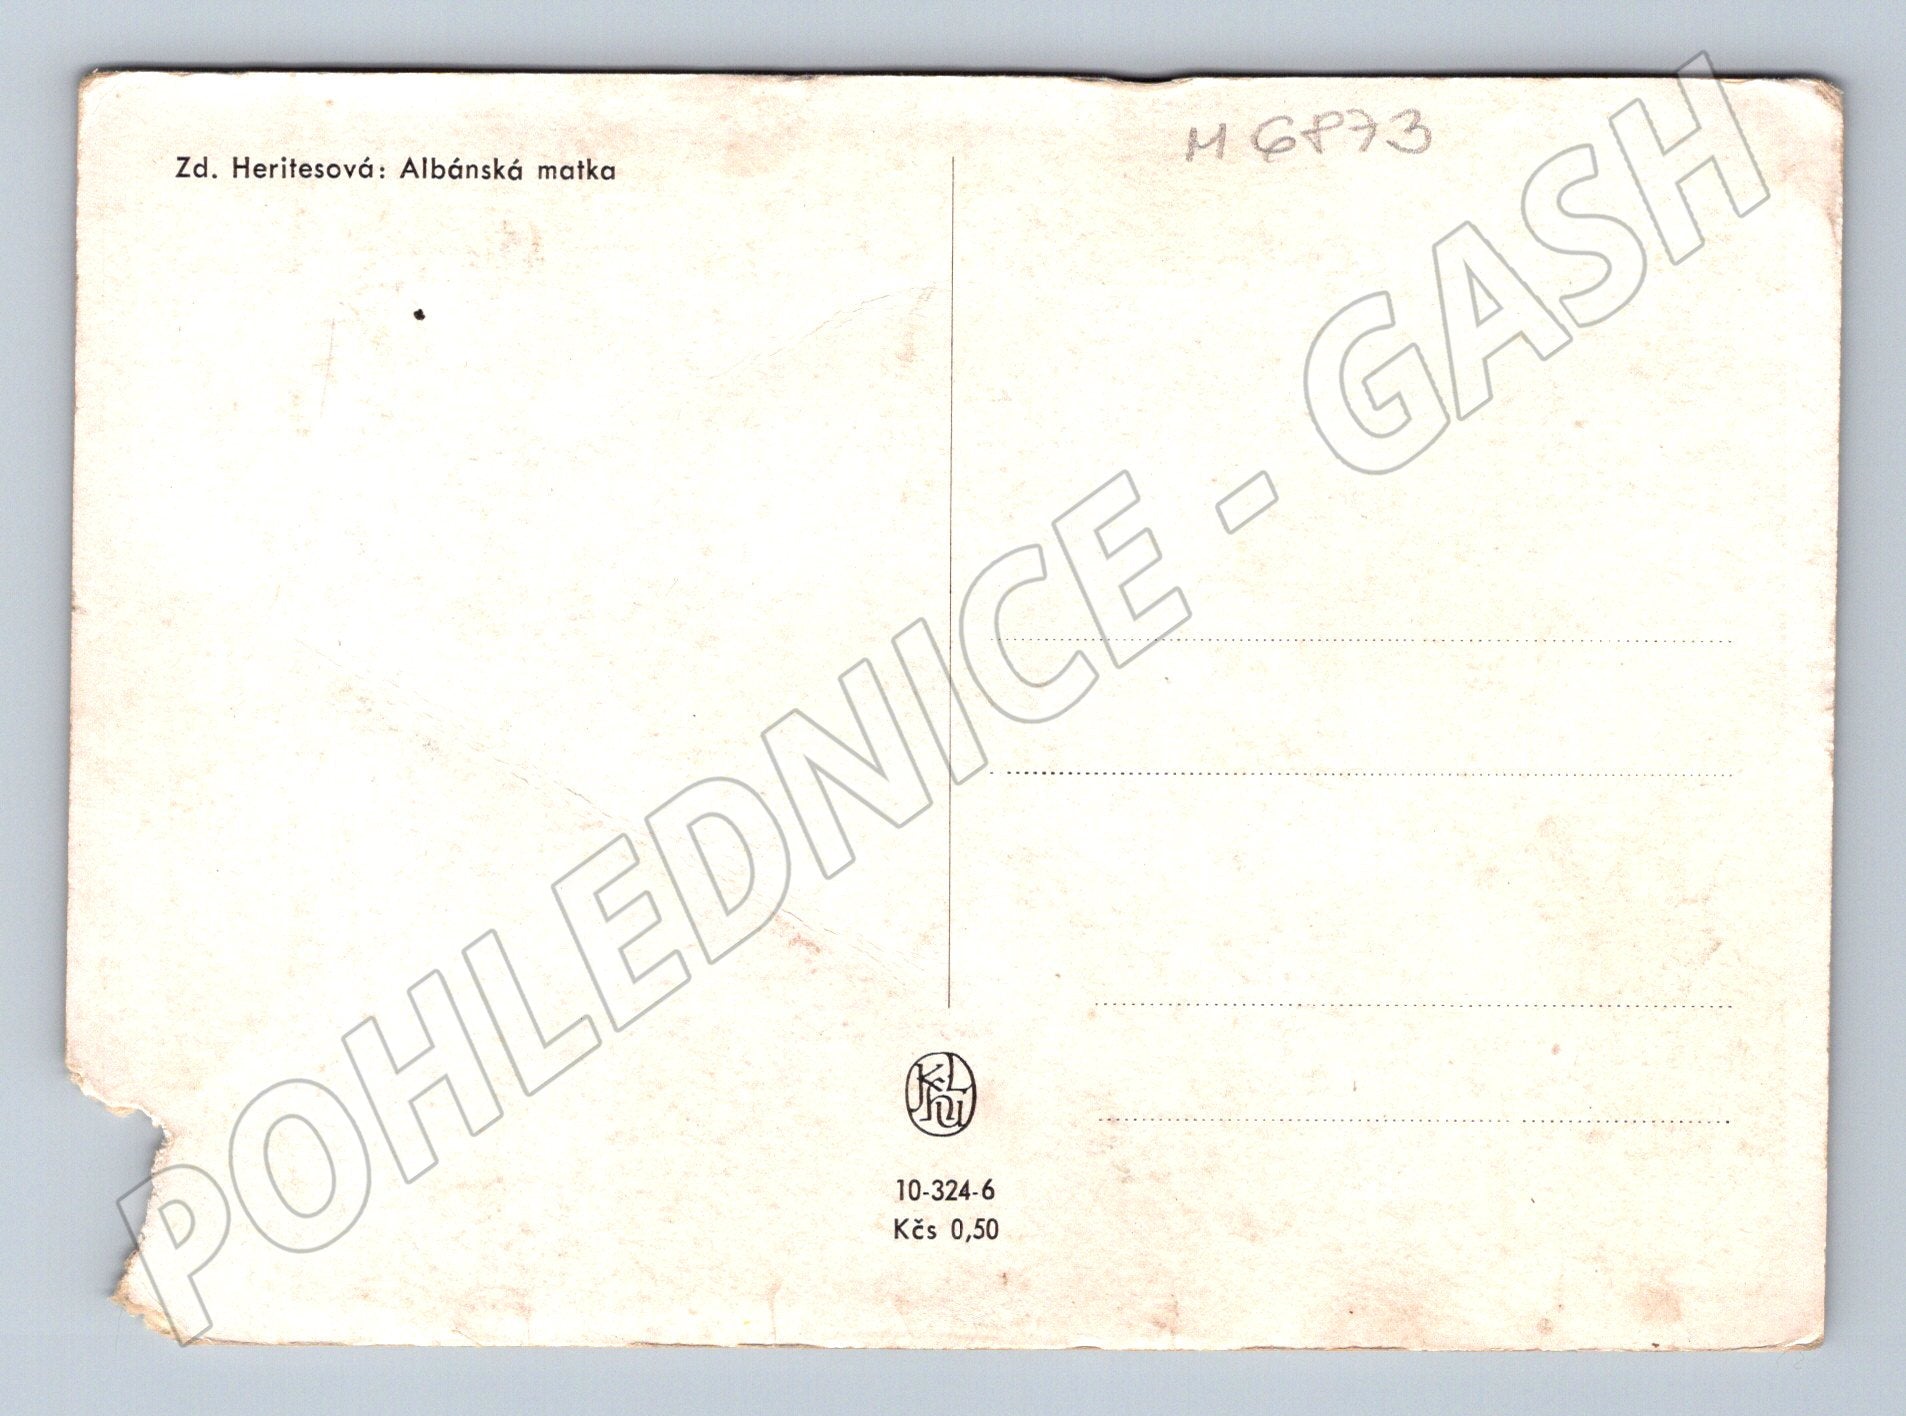 Zd. Heritesová: Albánská matka
M 6873
POHLEDNICE - GASH
10-324-6
Kčs 0,50